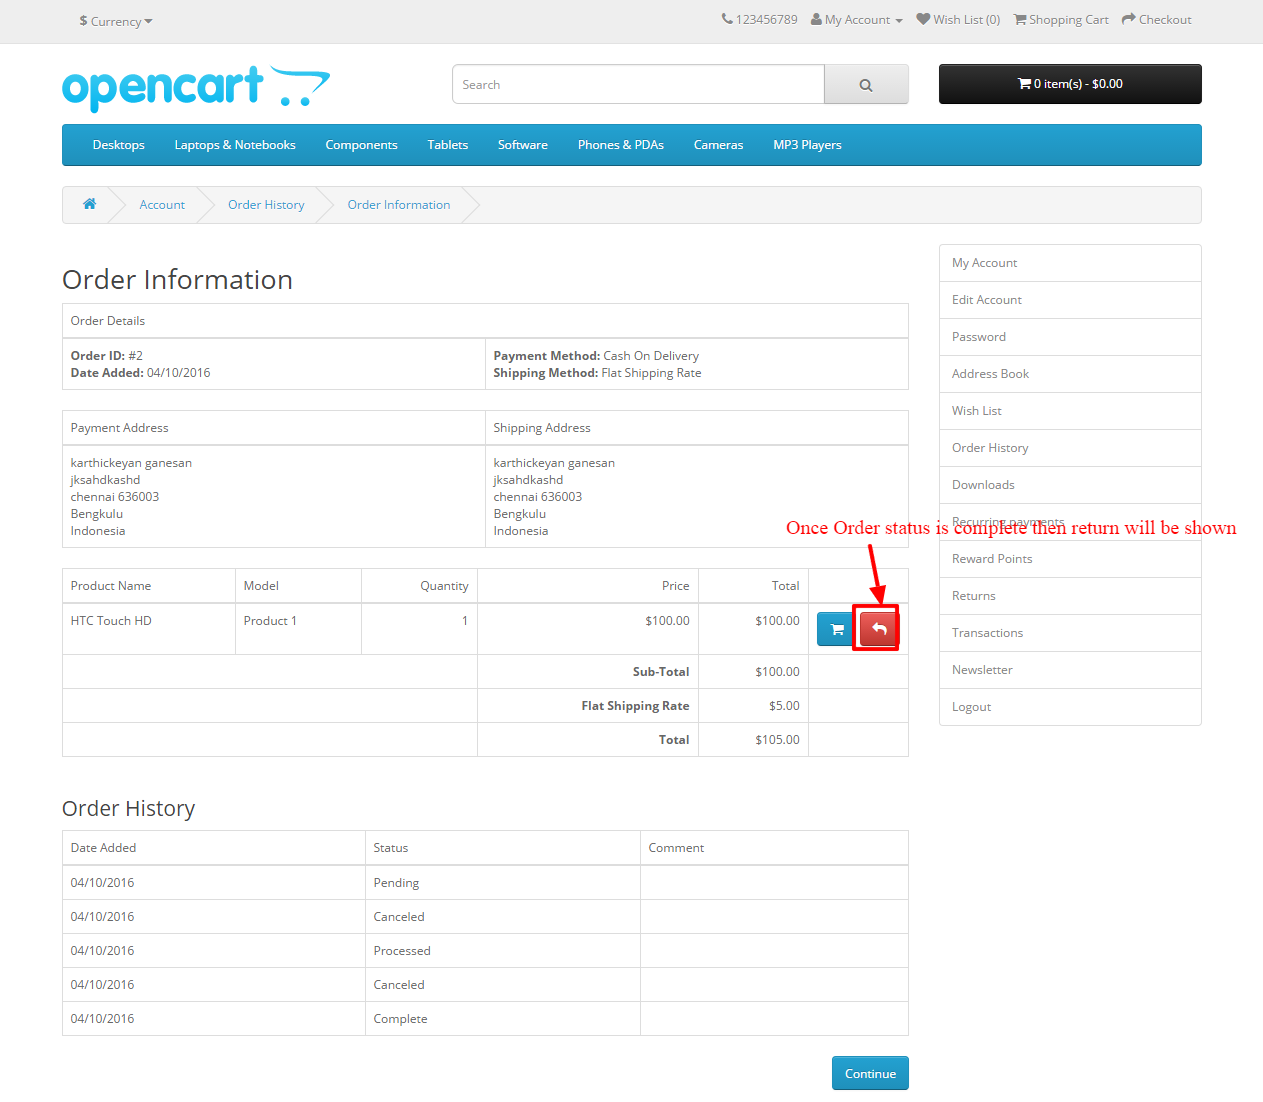 $ Currency
123456789 My Account Wish List (0) Shopping Cart Checkout
opencart
Search
0 item(s) - $0.00
Desktops Laptops & Notebooks Components Tablets Software Phones & PDAs Cameras MP3 Players
Account Order History Order Information
Order Information
Order Details
Order ID: #2
Date Added: 04/10/2016
Payment Method: Cash On Delivery
Shipping Method: Flat Shipping Rate
Payment Address
Shipping Address
karthickeyan ganesan
jksahdkashd
chennai 636003
Bengkulu
Indonesia
karthickeyan ganesan
jksahdkashd
chennai 636003
Bengkulu
Indonesia
Product Name Model Quantity Price Total
HTC Touch HD Product 1 1 $100.00 $100.00
Sub-Total $100.00
Flat Shipping Rate $5.00
Total $105.00
Once Order status is complete then return will be shown
My Account
Edit Account
Password
Address Book
Wish List
Order History
Downloads
Recurring payments
Reward Points
Returns
Transactions
Newsletter
Logout
Order History
Date Added Status Comment
04/10/2016 Pending
04/10/2016 Canceled
04/10/2016 Processed
04/10/2016 Canceled
04/10/2016 Complete
Continue